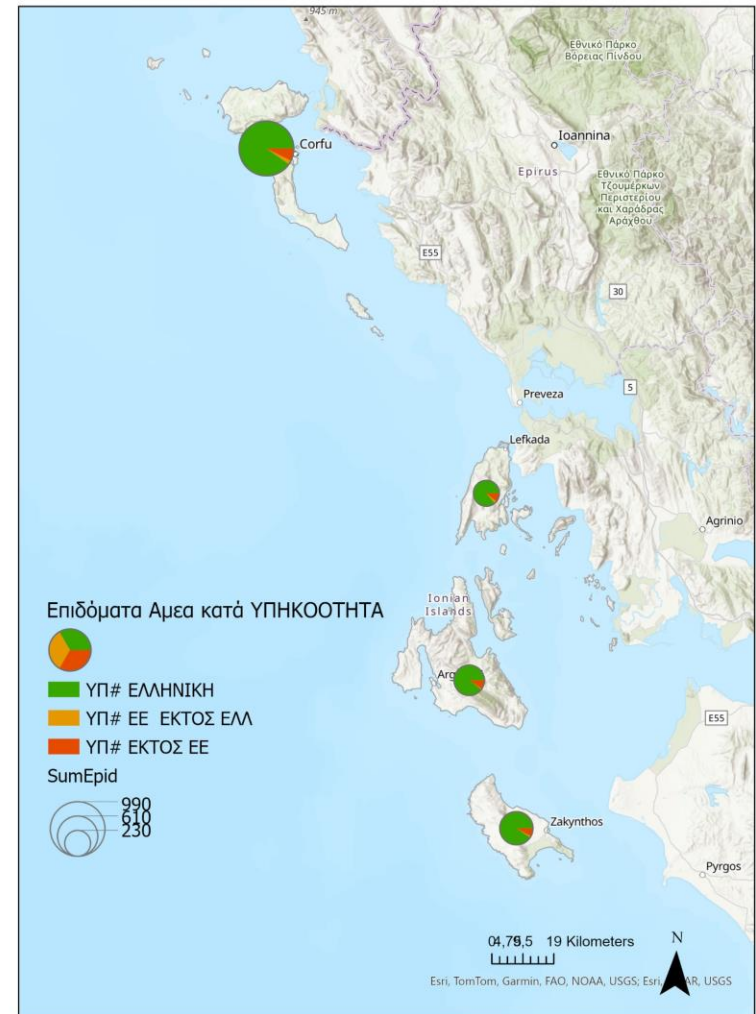 945 m.
Εθνικό Πάρκο
Βόρειας Πίνδου
Corfu
Ioannina
Epirus
Εθνικό Πάρκο
Τζουμέρκων
Περιστερίου
και Χαράδρας
Αράχθου
E55
30
5
Preveza
Lefkada
Agrinio
Ionian
Islands
Επιδόματα Αμεα κατά ΥΠΗΚΟΟΤΗΤΑ
ΥΠ# ΕΛΛΗΝΙΚΗ
ΥΠ# ΕΕ ΕΚΤΟΣ ΕΛΛ
ΥΠ# ΕΚΤΟΣ ΕΕ
SumEpid
990
610
230
E55
Zakynthos
Pyrgos
19 Kilometers
N
Esri, TomTom, Garmin, FAO, NOAA, USGS; Esri, USGS